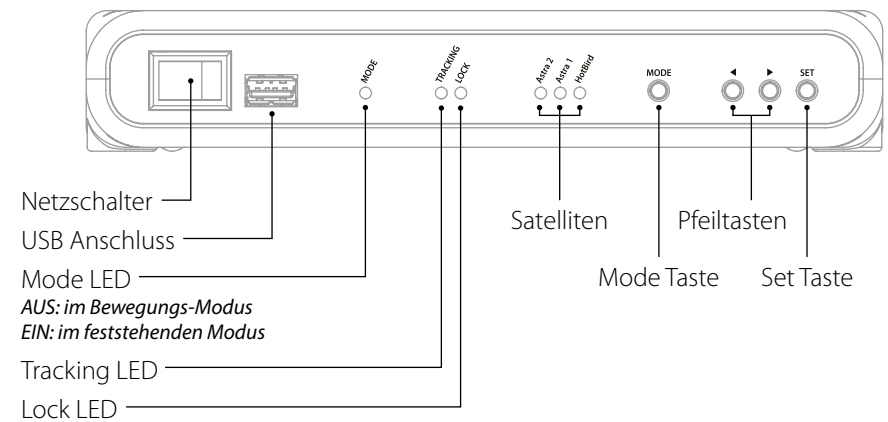 MODE
TRACKING
LOCK
Astra 2
Astra 1
HotBird
MODE
SET
Netzschalter
USB Anschluss
Mode LED
AUS: im Bewegungs-Modus
EIN: im feststehenden Modus
Tracking LED
Lock LED
Satelliten
Pfeiltasten
Mode Taste
Set Taste